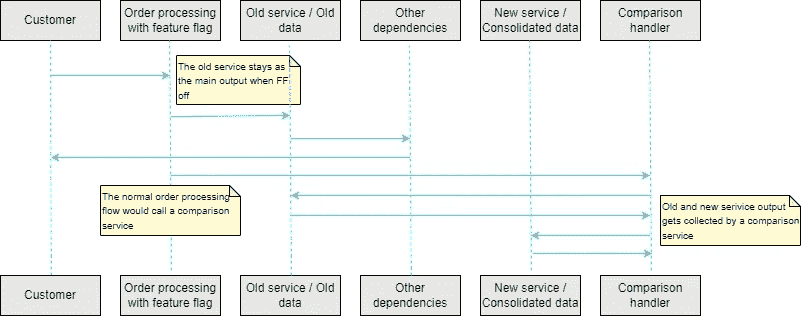 Customer
Order processing
with feature flag
Old service / Old
data
Other
dependencies
New service /
Consolidated data
Comparison
handler
The old service stays as
the main output when FF
off
The normal order processing
flow would call a comparison
service
Old and new serivice output
gets collected by a comparison
service
Customer
Order processing
with feature flag
Old service / Old
data
Other
dependencies
New service /
Consolidated data
Comparison
handler